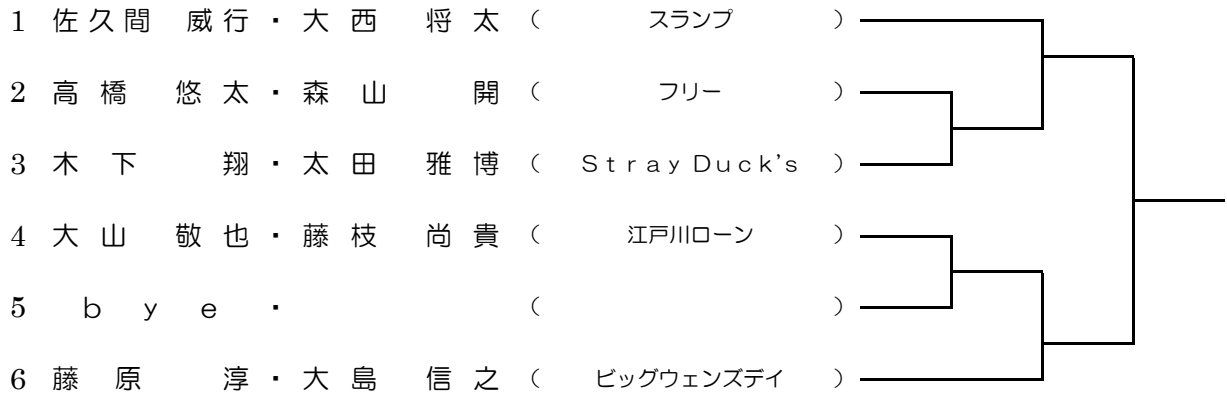 1 佐久間 威行・大西 将太（ スランプ ）
2 高橋 悠太・森山 開（ フリー ）
3 木下 翔・太田 雅博（ Stray Duck's ）
4 大山 敬也・藤枝 尚貴（ 江戸川ローン ）
5 bye・（ ）
6 藤原 淳・大島 信之（ ビッグウェンズデイ ）